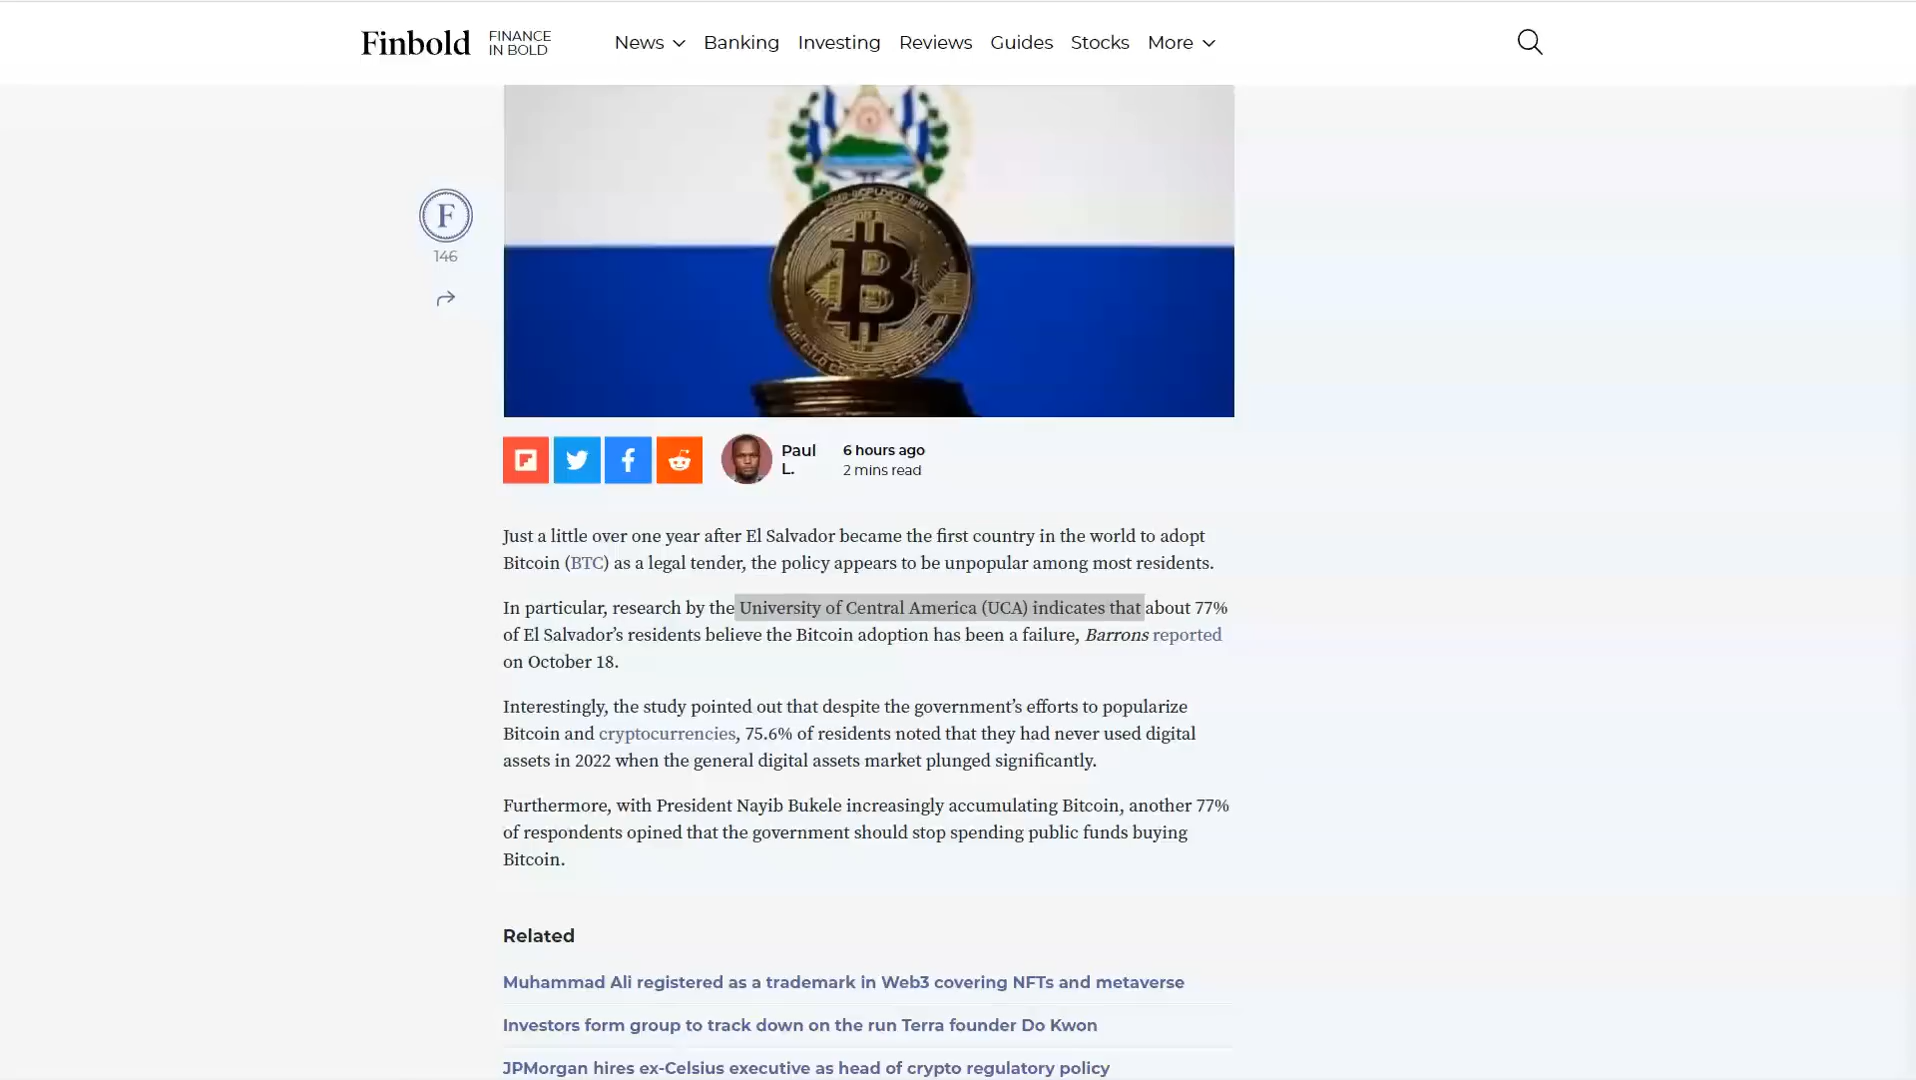 Finbold FINANCE IN BOLD News Banking Investing Reviews Guides Stocks More
F
146
B
Paul L.
6 hours ago
2 mins read
Just a little over one year after El Salvador became the first country in the world to adopt
Bitcoin (BTC) as a legal tender, the policy appears to be unpopular among most residents.
In particular, research by the University of Central America (UCA) indicates that about 77%
of El Salvador’s residents believe the Bitcoin adoption has been a failure, Barrons reported
on October 18.
Interestingly, the study pointed out that despite the government’s efforts to popularize
Bitcoin and cryptocurrencies, 75.6% of residents noted that they had never used digital
assets in 2022 when the general digital assets market plunged significantly.
Furthermore, with President Nayib Bukele increasingly accumulating Bitcoin, another 77%
of respondents opined that the government should stop spending public funds buying
Bitcoin.
Related
Muhammad Ali registered as a trademark in Web3 covering NFTs and metaverse
Investors form group to track down on the run Terra founder Do Kwon
JPMorgan hires ex-Celsius executive as head of crypto regulatory policy